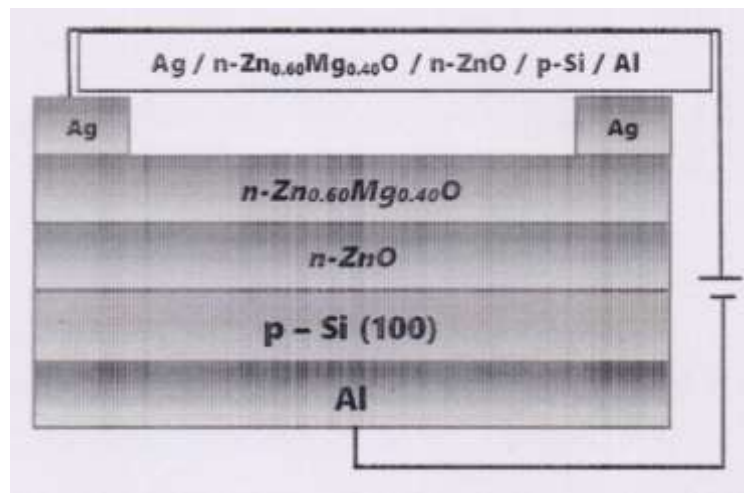 Ag / n-Zn₀.₆₀Mg₀.₄₀O / n-ZnO / p-Si / Al
Ag Ag
n-Zn₀.₆₀Mg₀.₄₀O
n-ZnO
p – Si (100)
Al